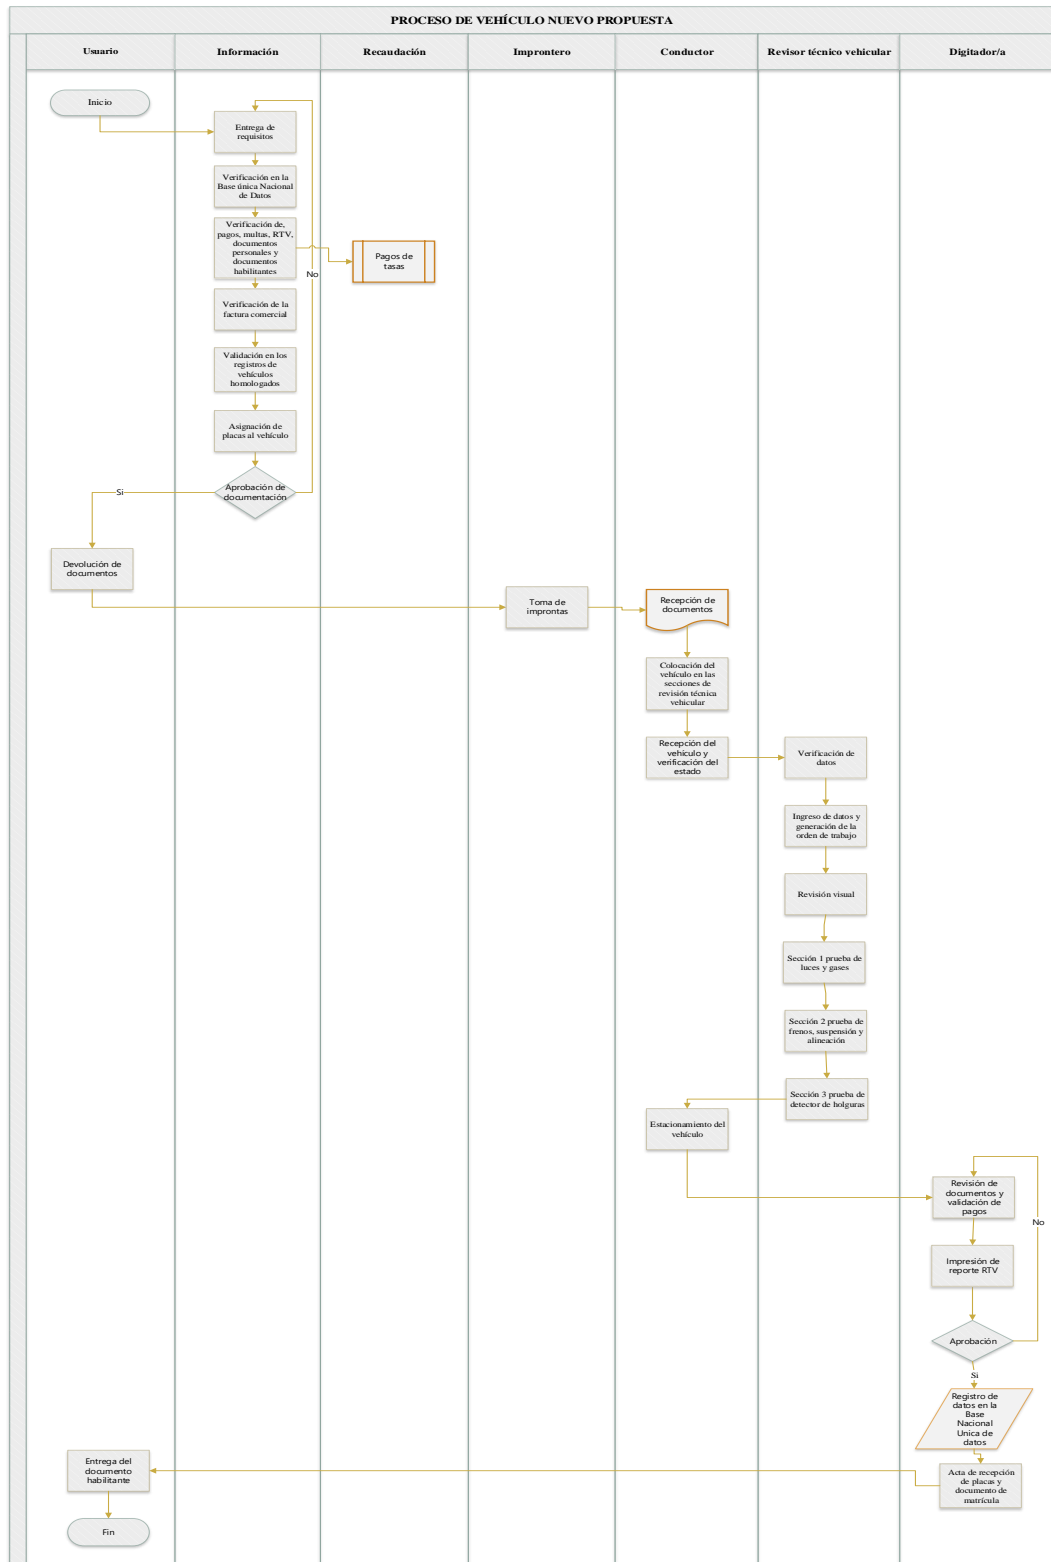 PROCESO DE VEHÍCULO NUEVO PROPUESTA
Usuario
Información
Recaudación
Improntero
Conductor
Revisor técnico vehicular
Digitador/a
Inicio
Entrega de
requisitos
Verificación en la
Base única Nacional
de Datos
Verificación de,
pagos, multas, RTV,
documentos
personales y
documentos
habilitantes
Pagos de
tasas
No
Verificación de la
factura comercial
Validación en los
registros de
vehículos
homologados
Asignación de
placas al vehículo
Aprobación de
documentación
Si
Devolución de
documentos
Toma de
improntas
Recepción de
documentos
Colocación del
vehículo en las
secciones de
revisión técnica
vehicular
Recepción del
vehículo y
verificación del
estado
Verificación de
datos
Ingreso de datos y
generación de la
orden de trabajo
Revisión visual
Sección 1 prueba de
luces y gases
Sección 2 prueba de
frenos, suspensión y
alineación
Sección 3 prueba de
detector de holguras
Estacionamiento del
vehículo
Revisión de
documentos y
validación de
pagos
No
Impresión de
reporte RTV
Aprobación
Si
Registro de
datos en la
Base
Nacional
Unica de
datos
Acta de recepción
de placas y
documento de
matrícula
Entrega del
documento
habilitante
Fin